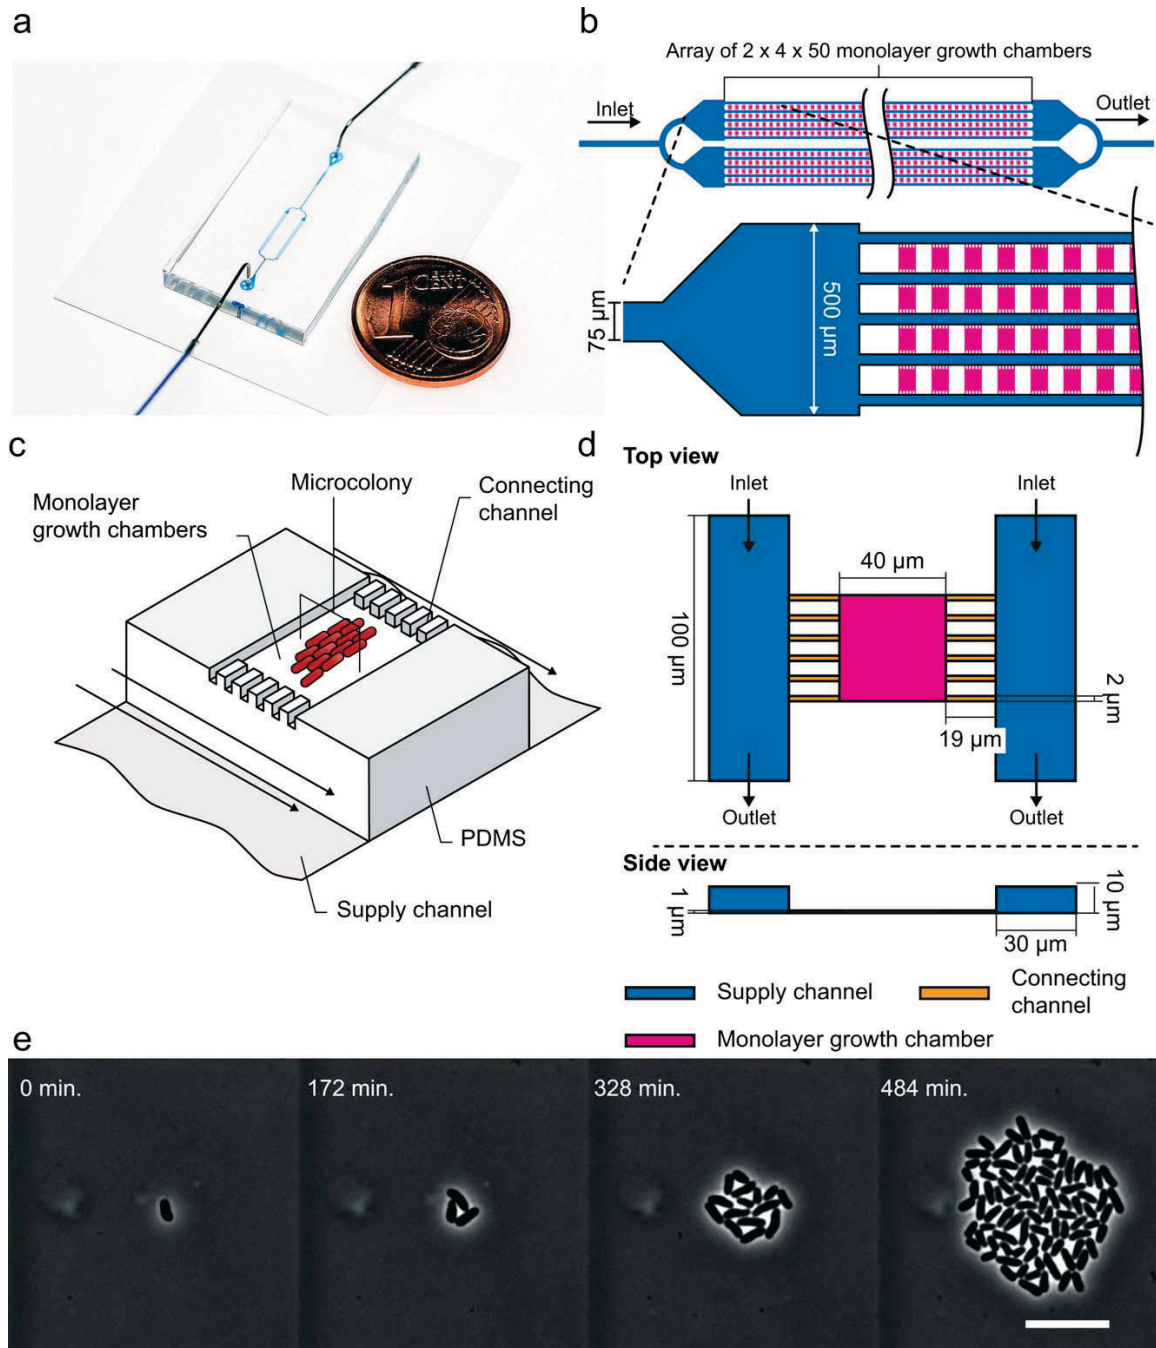 a
1
EURO
CENT
b
Array of 2 x 4 x 50 monolayer growth chambers
Inlet
Outlet
75 µm
500 µm
c
Monolayer
growth chambers
Microcolony
Connecting
channel
PDMS
Supply channel
d
Top view
Inlet
Inlet
40 µm
100 µm
2 µm
19 µm
Outlet
Outlet
Side view
1 µm
10 µm
30 µm
Supply channel
Connecting
channel
Monolayer growth chamber
e
0 min.
172 min.
328 min.
484 min.